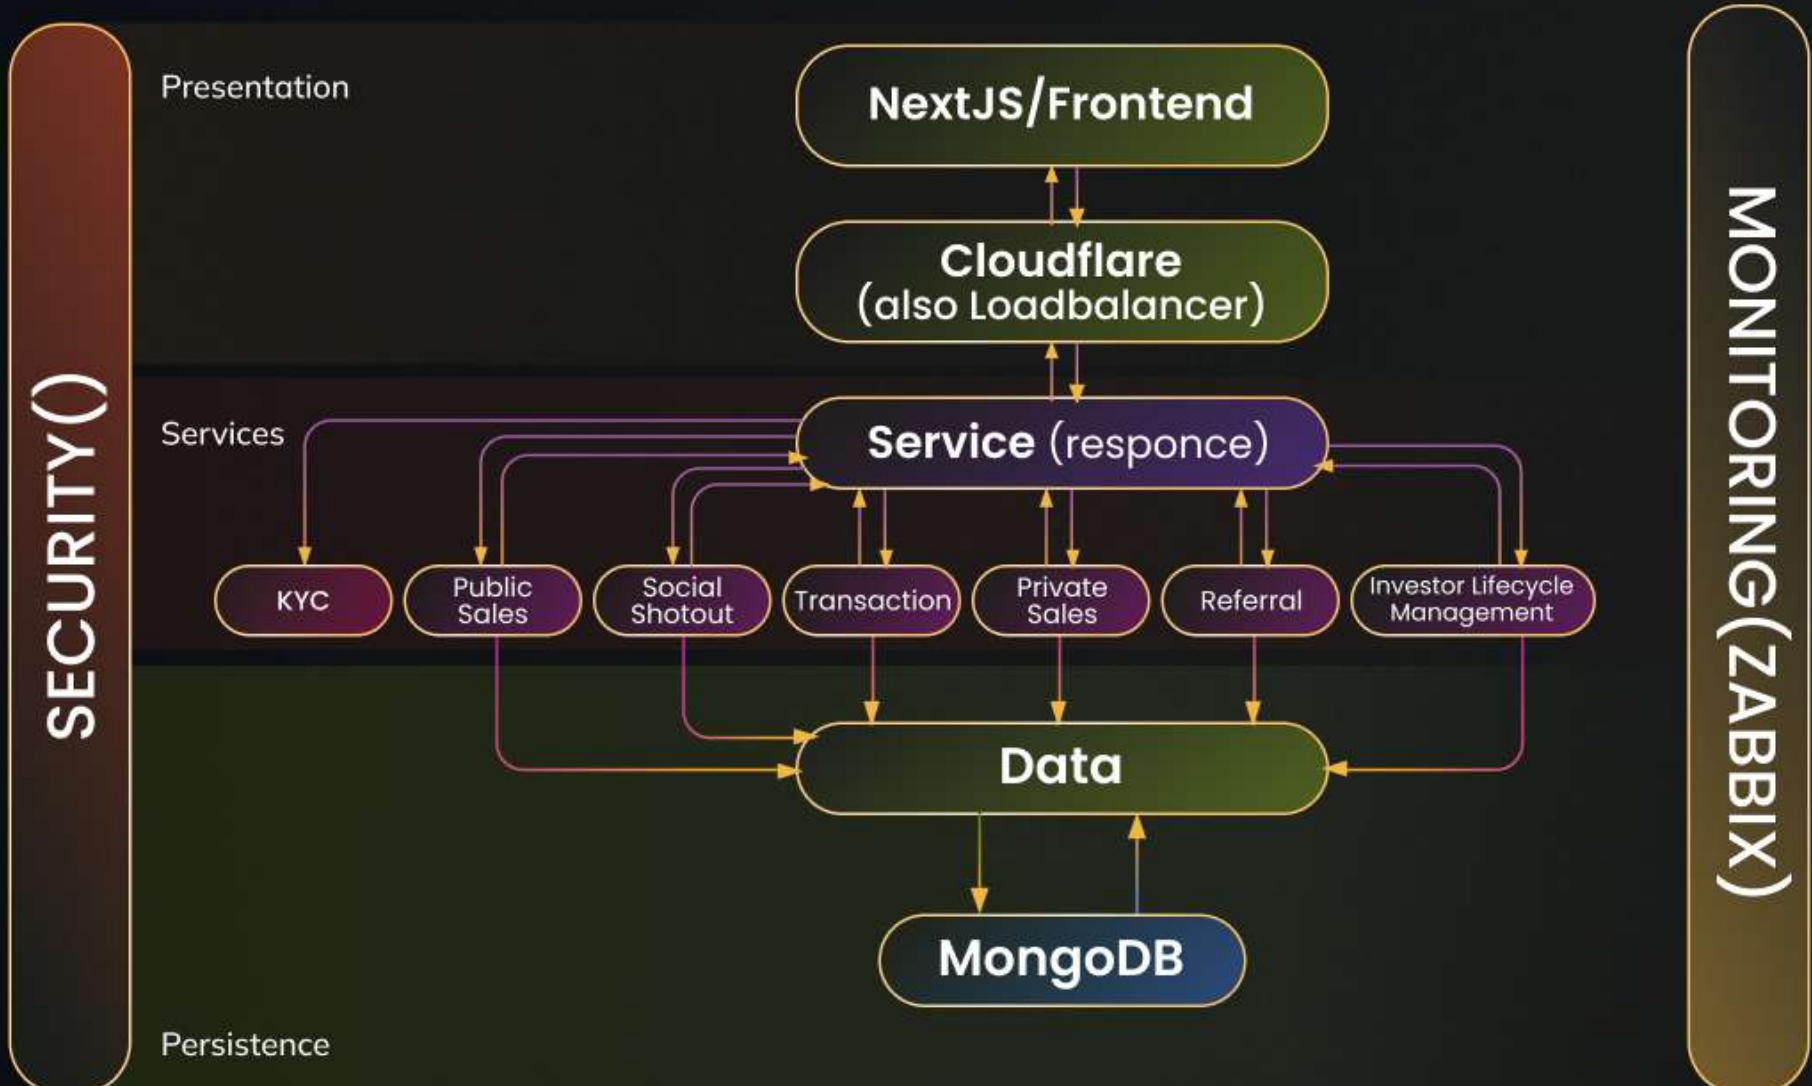 SECURITY()
Presentation
NextJS/Frontend
Cloudflare
(also Loadbalancer)
Services
Service (responce)
KYC
Public
Sales
Social
Shotout
Transaction
Private
Sales
Referral
Investor Lifecycle
Management
Data
MongoDB
Persistence
MONITORING(ZABBIX)